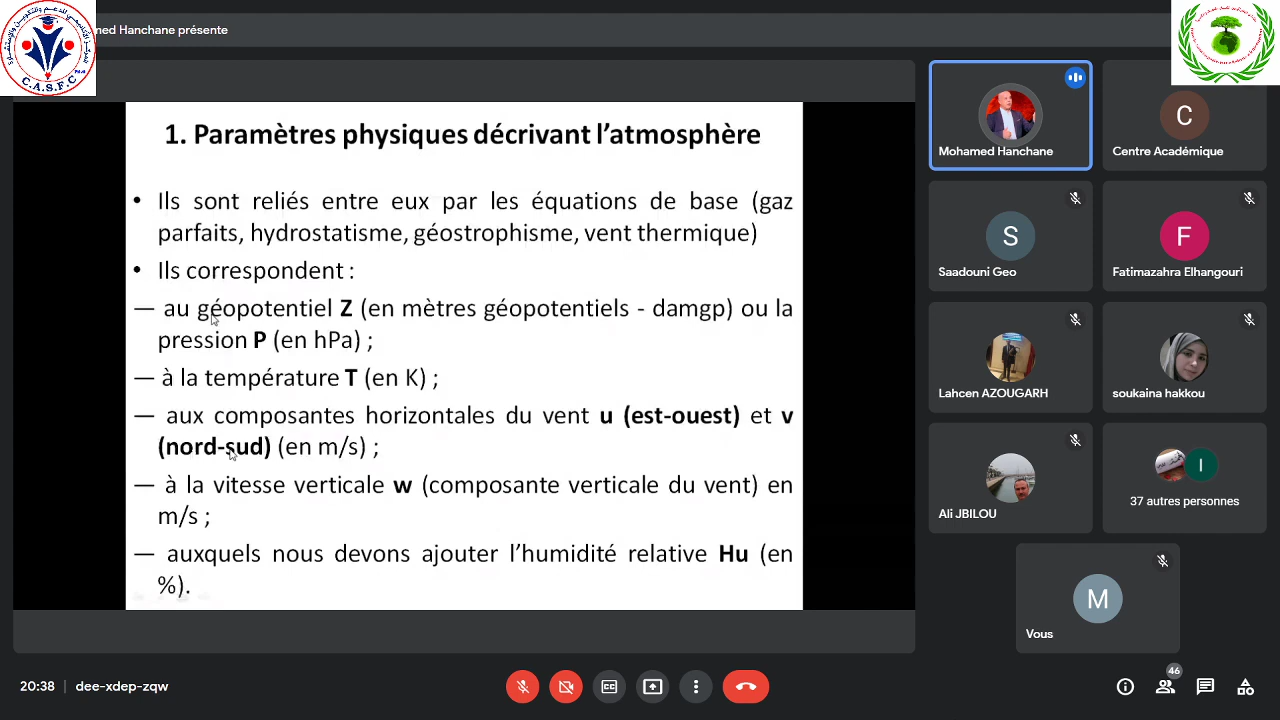 C.A.S.F.C
med Hanchane présente
1. Paramètres physiques décrivant l’atmosphère
• Ils sont reliés entre eux par les équations de base (gaz
parfaits, hydrostatisme, géostrophisme, vent thermique)
• Ils correspondent :
— au géopotentiel Z (en mètres géopotentiels - damgp) ou la
pression P (en hPa) ;
— à la température T (en K) ;
— aux composantes horizontales du vent u (est-ouest) et v
(nord-sud) (en m/s) ;
— à la vitesse verticale w (composante verticale du vent) en
m/s ;
— auxquels nous devons ajouter l’humidité relative Hu (en
%).
Mohamed Hanchane
C
Centre Académique
S
Saadouni Geo
F
Fatimazahra Elhangouri
Lahcen AZOUGARH
soukaina hakkou
Ali JBILOU
I
37 autres personnes
M
Vous
20:38 | dee-xdep-zqw
CC
46